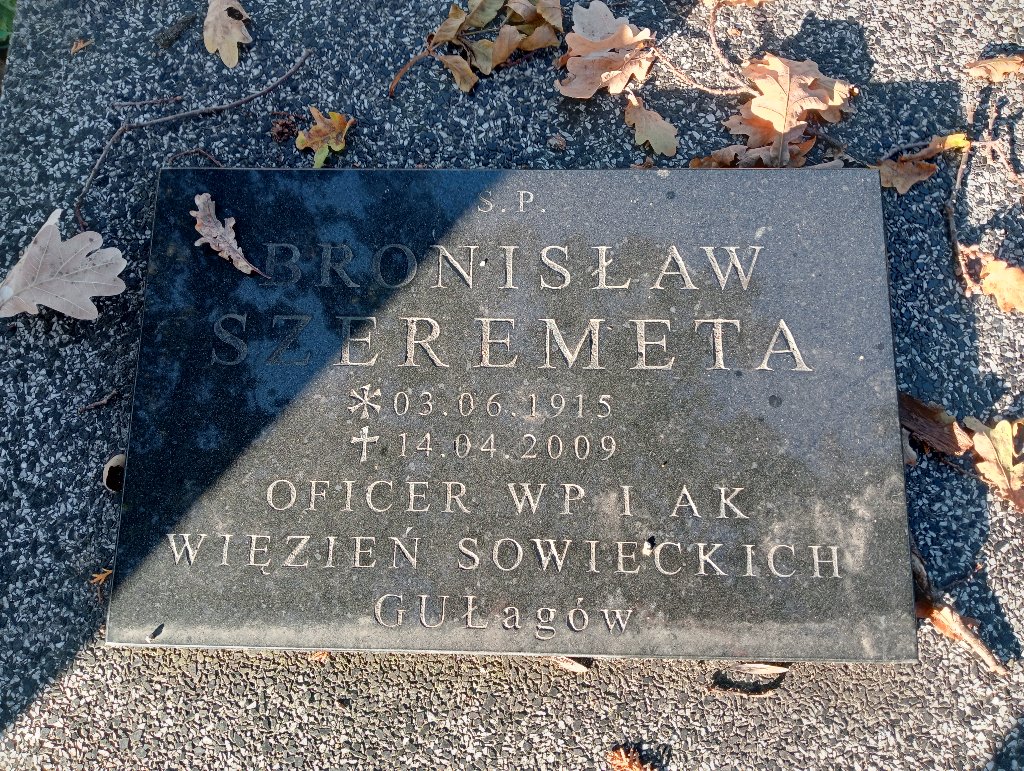 S.P.
BRONISŁAW
SZEREMETA
03.06.1915
14.04.2009
OFICER WP I AK
WIĘZIEŃ SOWIECKICH
GUŁagów